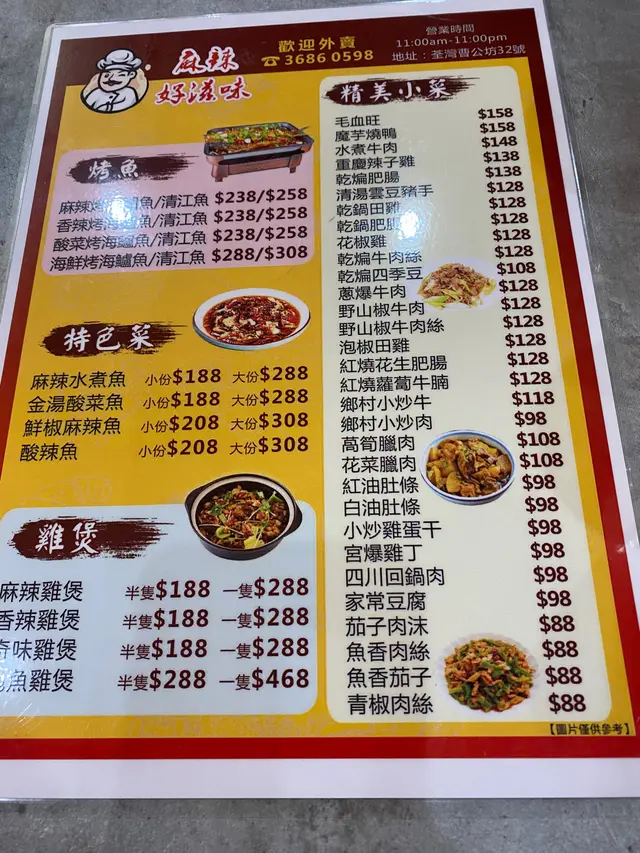 麻辣
好滋味
歡迎外賣
☎3686 0598
營業時間
11:00am-11:00pm
地址：荃灣曹公坊32號
烤魚
麻辣烤 魚/清江魚 $238/$258
香辣烤海 魚/清江魚 $238/$258
酸菜烤海鱸魚/清江魚 $238/$258
海鮮烤海鱸魚/清江魚 $288/$308
特色菜
麻辣水煮魚 小份$188 大份$288
金湯酸菜魚 小份$188 大份$288
鮮椒麻辣魚 小份$208 大份$308
酸辣魚 小份$208 大份$308
雞煲
麻辣雞煲 半隻$188 一隻$288
香辣雞煲 半隻$188 一隻$288
奇味雞煲 半隻$188 一隻$288
魚雞煲 半隻$288 一隻$468
精美小菜
毛血旺 $158
魔芋燒鴨 $158
水煮牛肉 $148
重慶辣子雞 $138
乾煸肥腸 $138
清湯雲豆豬手 $128
乾鍋田雞 $128
乾鍋肥腸 $128
花椒雞 $128
乾煸牛肉絲 $128
乾煸四季豆 $108
蔥爆牛肉 $128
野山椒牛肉 $128
野山椒牛肉絲 $128
泡椒田雞 $128
紅燒花生肥腸 $128
紅燒蘿蔔牛腩 $128
鄉村小炒牛 $118
鄉村小炒肉 $98
萵筍臘肉 $108
花菜臘肉 $108
紅油肚條 $98
白油肚條 $98
小炒雞蛋干 $98
宮爆雞丁 $98
四川回鍋肉 $98
家常豆腐 $98
茄子肉沫 $88
魚香肉絲 $88
魚香茄子 $88
青椒肉絲 $88
【圖片僅供參考】